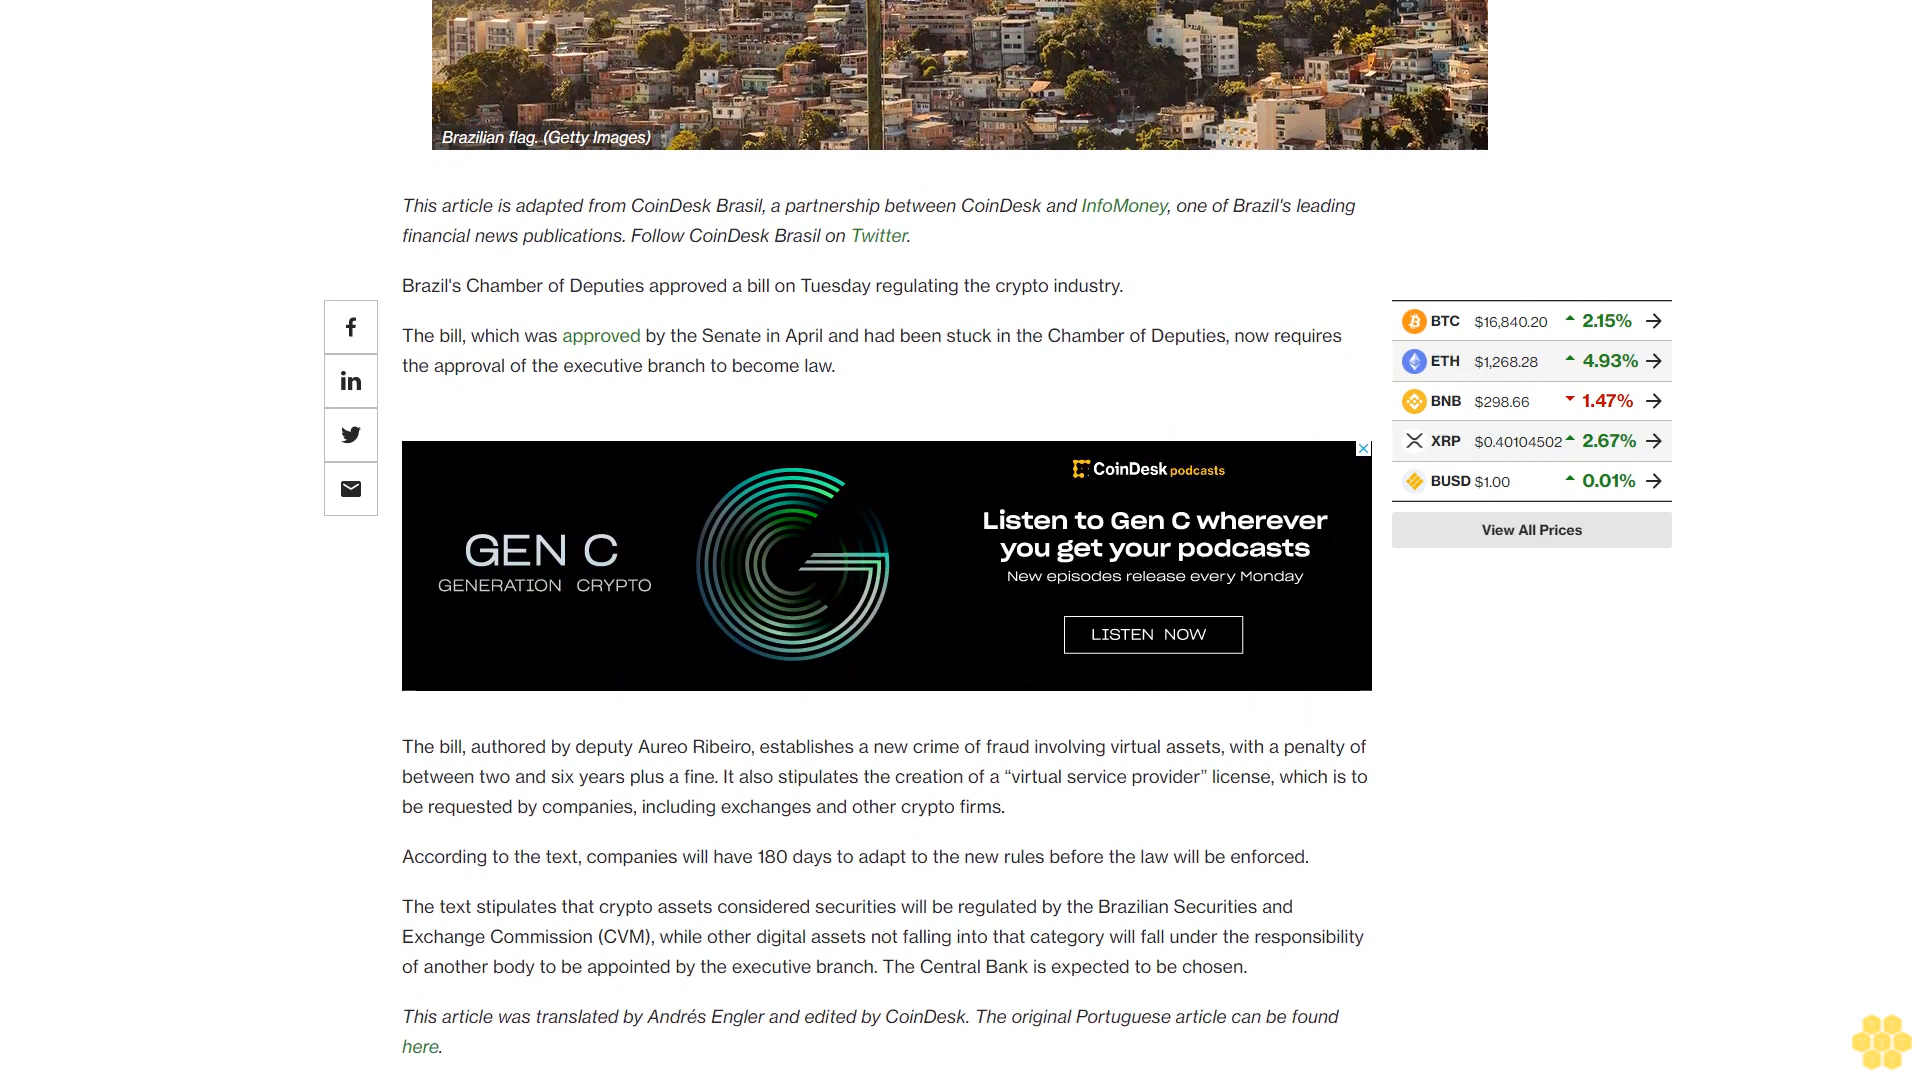 Brazilian flag. (Getty Images)
This article is adapted from CoinDesk Brasil, a partnership between CoinDesk and InfoMoney, one of Brazil's leading
financial news publications. Follow CoinDesk Brasil on Twitter.
Brazil's Chamber of Deputies approved a bill on Tuesday regulating the crypto industry.
The bill, which was approved by the Senate in April and had been stuck in the Chamber of Deputies, now requires
the approval of the executive branch to become law.
BTC $16,840.20 2.15%
ETH $1,268.28 4.93%
BNB $298.66 1.47%
XRP $0.40104502 2.67%
BUSD $1.00 0.01%
View All Prices
GEN C
GENERATION CRYPTO
CoinDesk podcasts
Listen to Gen C wherever
you get your podcasts
New episodes release every Monday
LISTEN NOW
The bill, authored by deputy Aureo Ribeiro, establishes a new crime of fraud involving virtual assets, with a penalty of
between two and six years plus a fine. It also stipulates the creation of a “virtual service provider” license, which is to
be requested by companies, including exchanges and other crypto firms.
According to the text, companies will have 180 days to adapt to the new rules before the law will be enforced.
The text stipulates that crypto assets considered securities will be regulated by the Brazilian Securities and
Exchange Commission (CVM), while other digital assets not falling into that category will fall under the responsibility
of another body to be appointed by the executive branch. The Central Bank is expected to be chosen.
This article was translated by Andrés Engler and edited by CoinDesk. The original Portuguese article can be found
here.